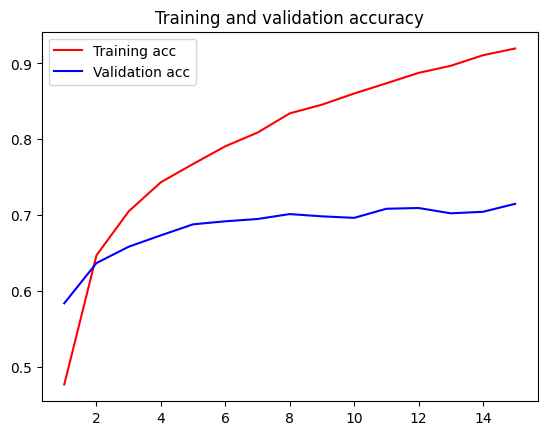 Training and validation accuracy
Training acc
Validation acc
0.9
0.8
0.7
0.6
0.5
2 4 6 8 10 12 14